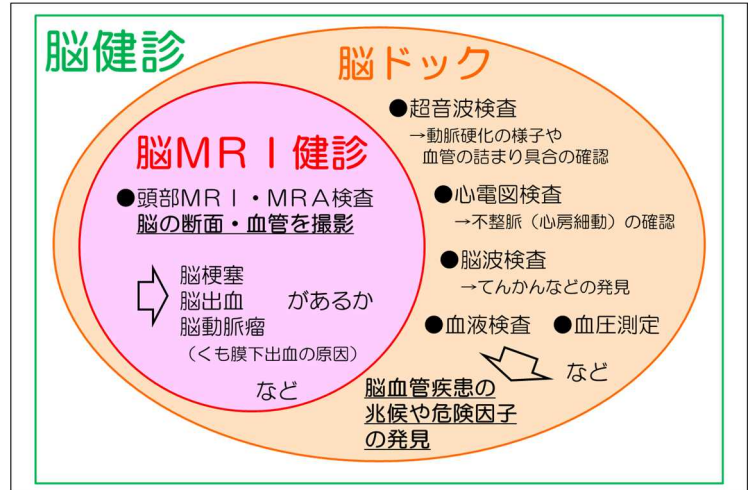 脳健診
脳ドック
脳MRI健診
●頭部MRI・MRA検査
脳の断面・血管を撮影
脳梗塞
脳出血 があるか
脳動脈瘤
（くも膜下出血の原因）
など
●超音波検査
→動脈硬化の様子や
血管の詰まり具合の確認
●心電図検査
→不整脈（心房細動）の確認
●脳波検査
→てんかんなどの発見
●血液検査 ●血圧測定
など
脳血管疾患の
兆候や危険因子
の発見